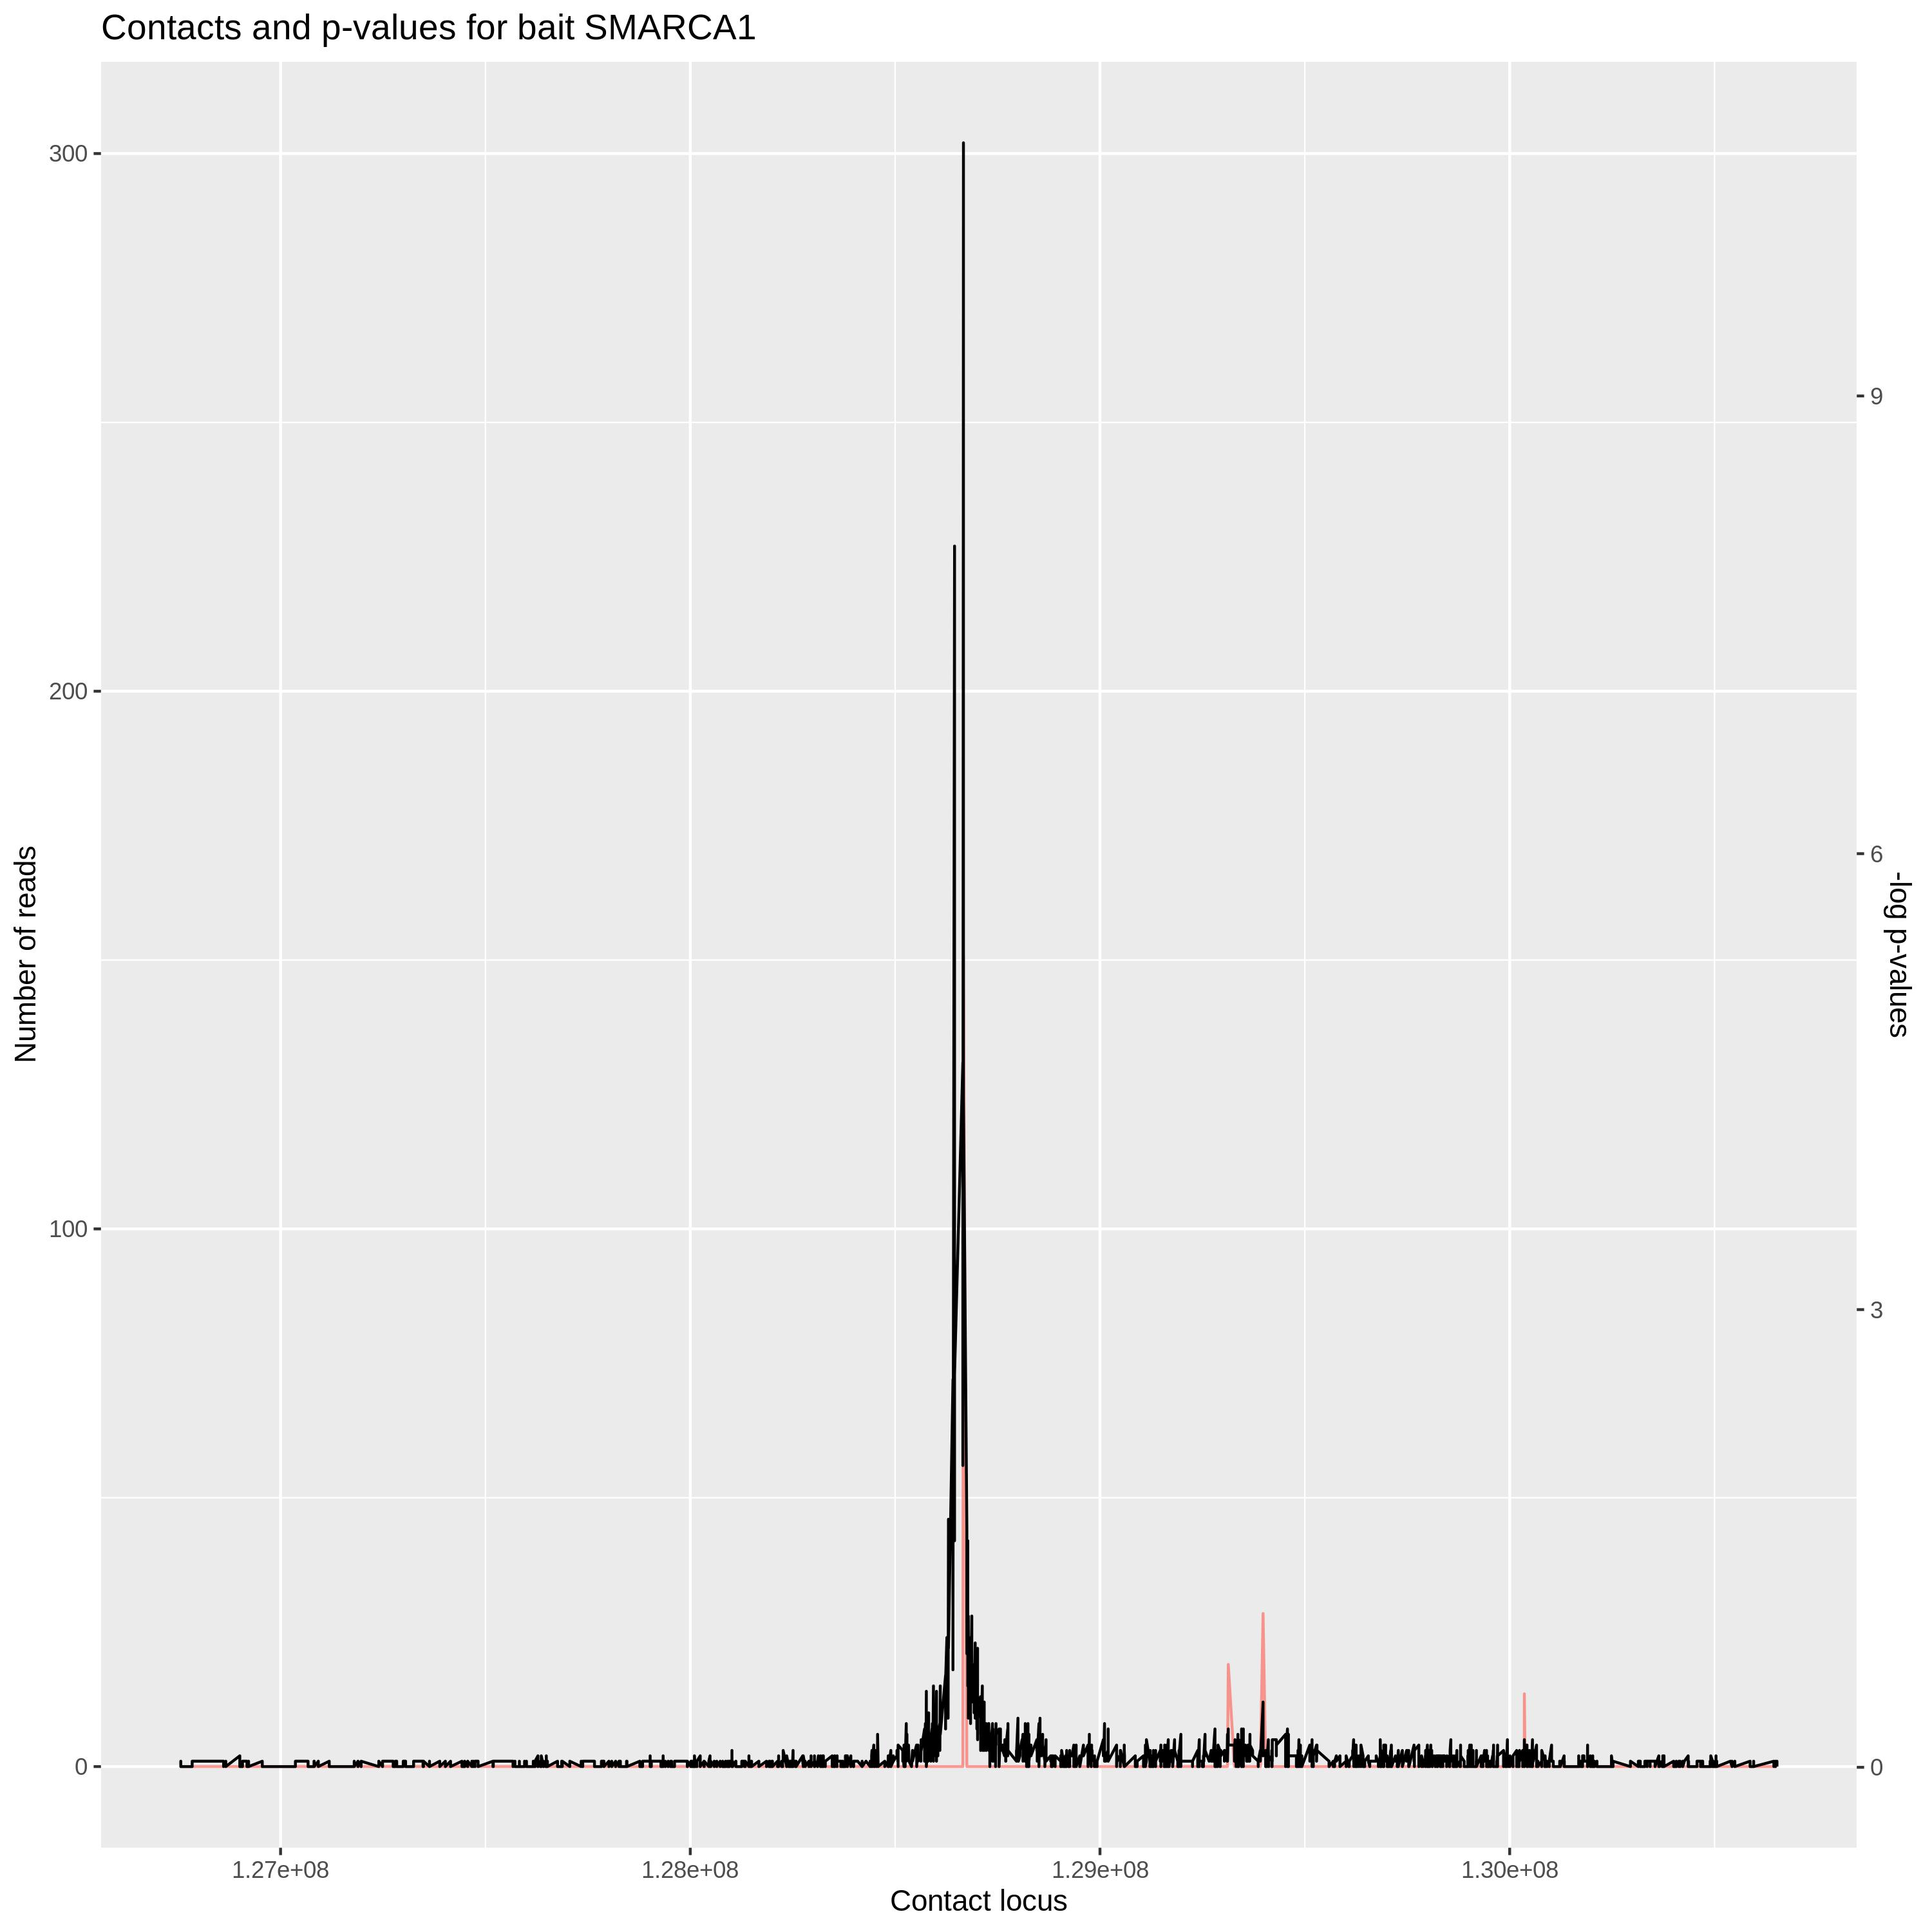 Contacts and p-values for bait SMARCA1
300
200
100
0
Number of reads
9
6
3
0
-log p-values
1.27e+08
1.28e+08
1.29e+08
1.30e+08
Contact locus